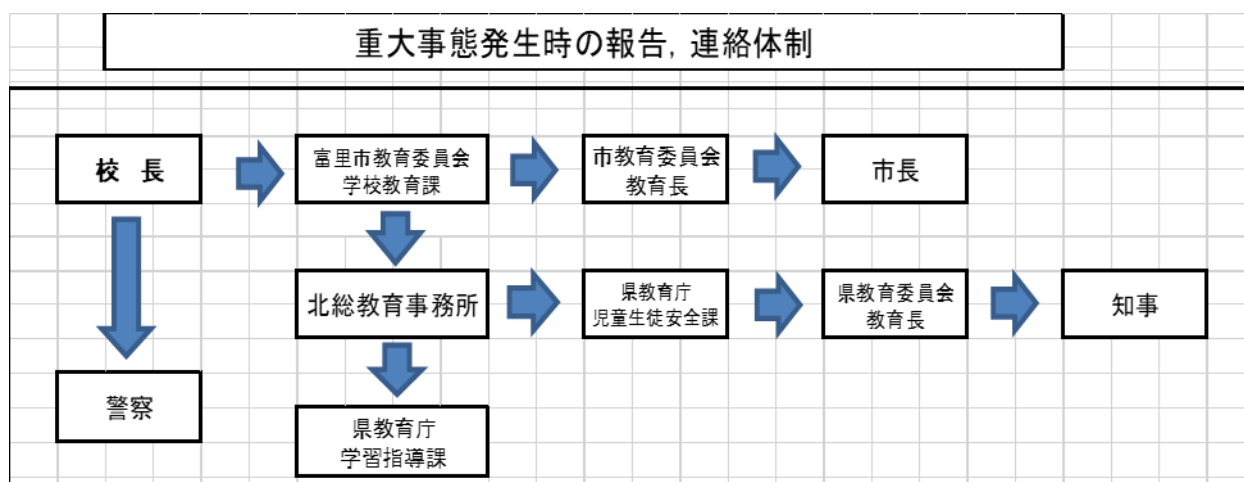 重大事態発生時の報告，連絡体制
校　長
富里市教育委員会
学校教育課
市教育委員会
教育長
市長
北総教育事務所
県教育庁
児童生徒安全課
県教育委員会
教育長
知事
警察
県教育庁
学習指導課